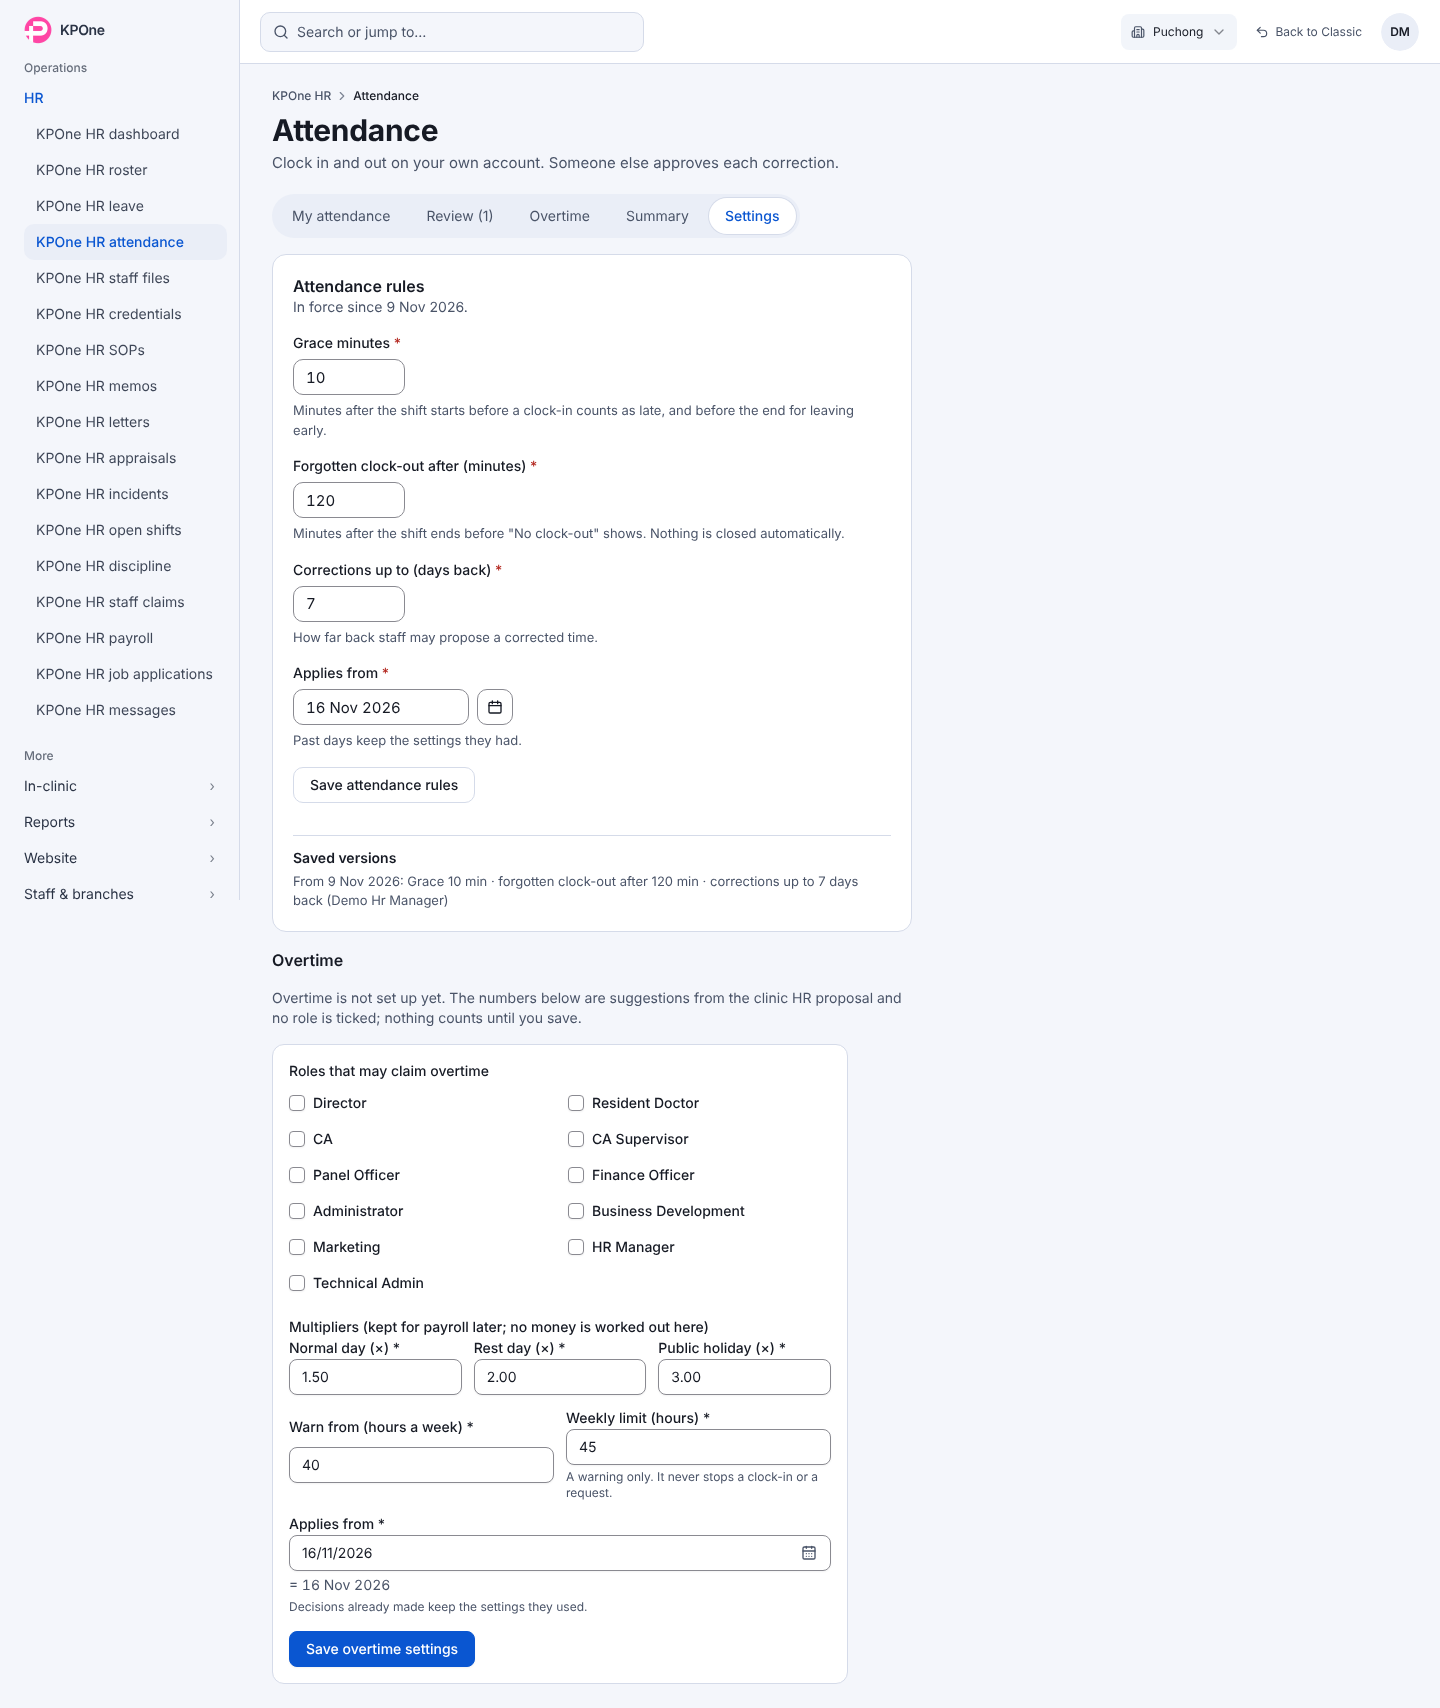 KPOne
Search or jump to...
Puchong
Back to Classic
DM
Operations
HR
KPOne HR dashboard
KPOne HR roster
KPOne HR leave
KPOne HR attendance
KPOne HR staff files
KPOne HR credentials
KPOne HR SOPs
KPOne HR memos
KPOne HR letters
KPOne HR appraisals
KPOne HR incidents
KPOne HR open shifts
KPOne HR discipline
KPOne HR staff claims
KPOne HR payroll
KPOne HR job applications
KPOne HR messages
More
In-clinic
Reports
Website
Staff & branches
KPOne HR > Attendance
Attendance
Clock in and out on your own account. Someone else approves each correction.
My attendance
Review (1)
Overtime
Summary
Settings
Attendance rules
In force since 9 Nov 2026.
Grace minutes *
10
Minutes after the shift starts before a clock-in counts as late, and before the end for leaving
early.
Forgotten clock-out after (minutes) *
120
Minutes after the shift ends before "No clock-out" shows. Nothing is closed automatically.
Corrections up to (days back) *
7
How far back staff may propose a corrected time.
Applies from *
16 Nov 2026
Past days keep the settings they had.
Save attendance rules
Saved versions
From 9 Nov 2026: Grace 10 min · forgotten clock-out after 120 min · corrections up to 7 days
back (Demo Hr Manager)
Overtime
Overtime is not set up yet. The numbers below are suggestions from the clinic HR proposal and
no role is ticked; nothing counts until you save.
Roles that may claim overtime
Director
Resident Doctor
CA
CA Supervisor
Panel Officer
Finance Officer
Administrator
Business Development
Marketing
HR Manager
Technical Admin
Multipliers (kept for payroll later; no money is worked out here)
Normal day (×) *
Rest day (×) *
Public holiday (×) *
1.50
2.00
3.00
Warn from (hours a week) *
40
Weekly limit (hours) *
45
A warning only. It never stops a clock-in or a
request.
Applies from *
16/11/2026
= 16 Nov 2026
Decisions already made keep the settings they used.
Save overtime settings